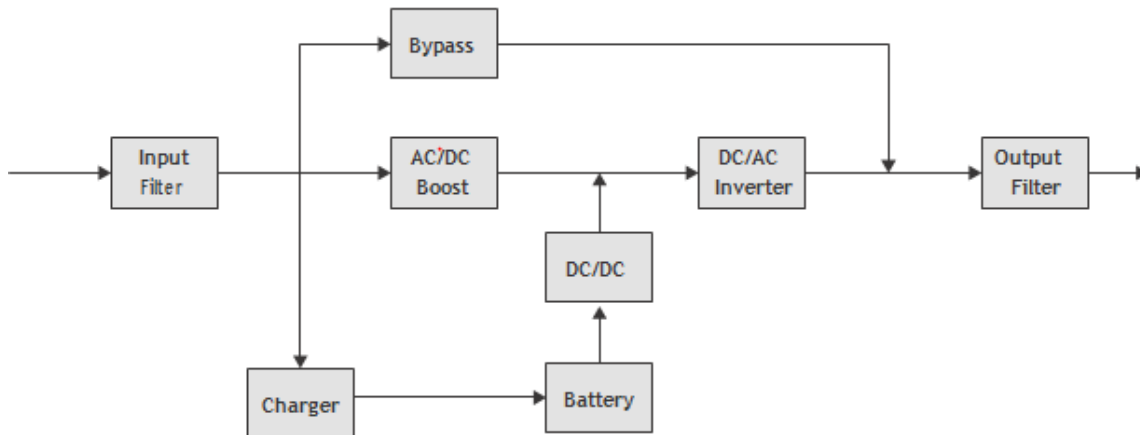 Bypass
Input
Filter
AC/DC
Boost
DC/AC
Inverter
Output
Filter
DC/DC
Charger
Battery